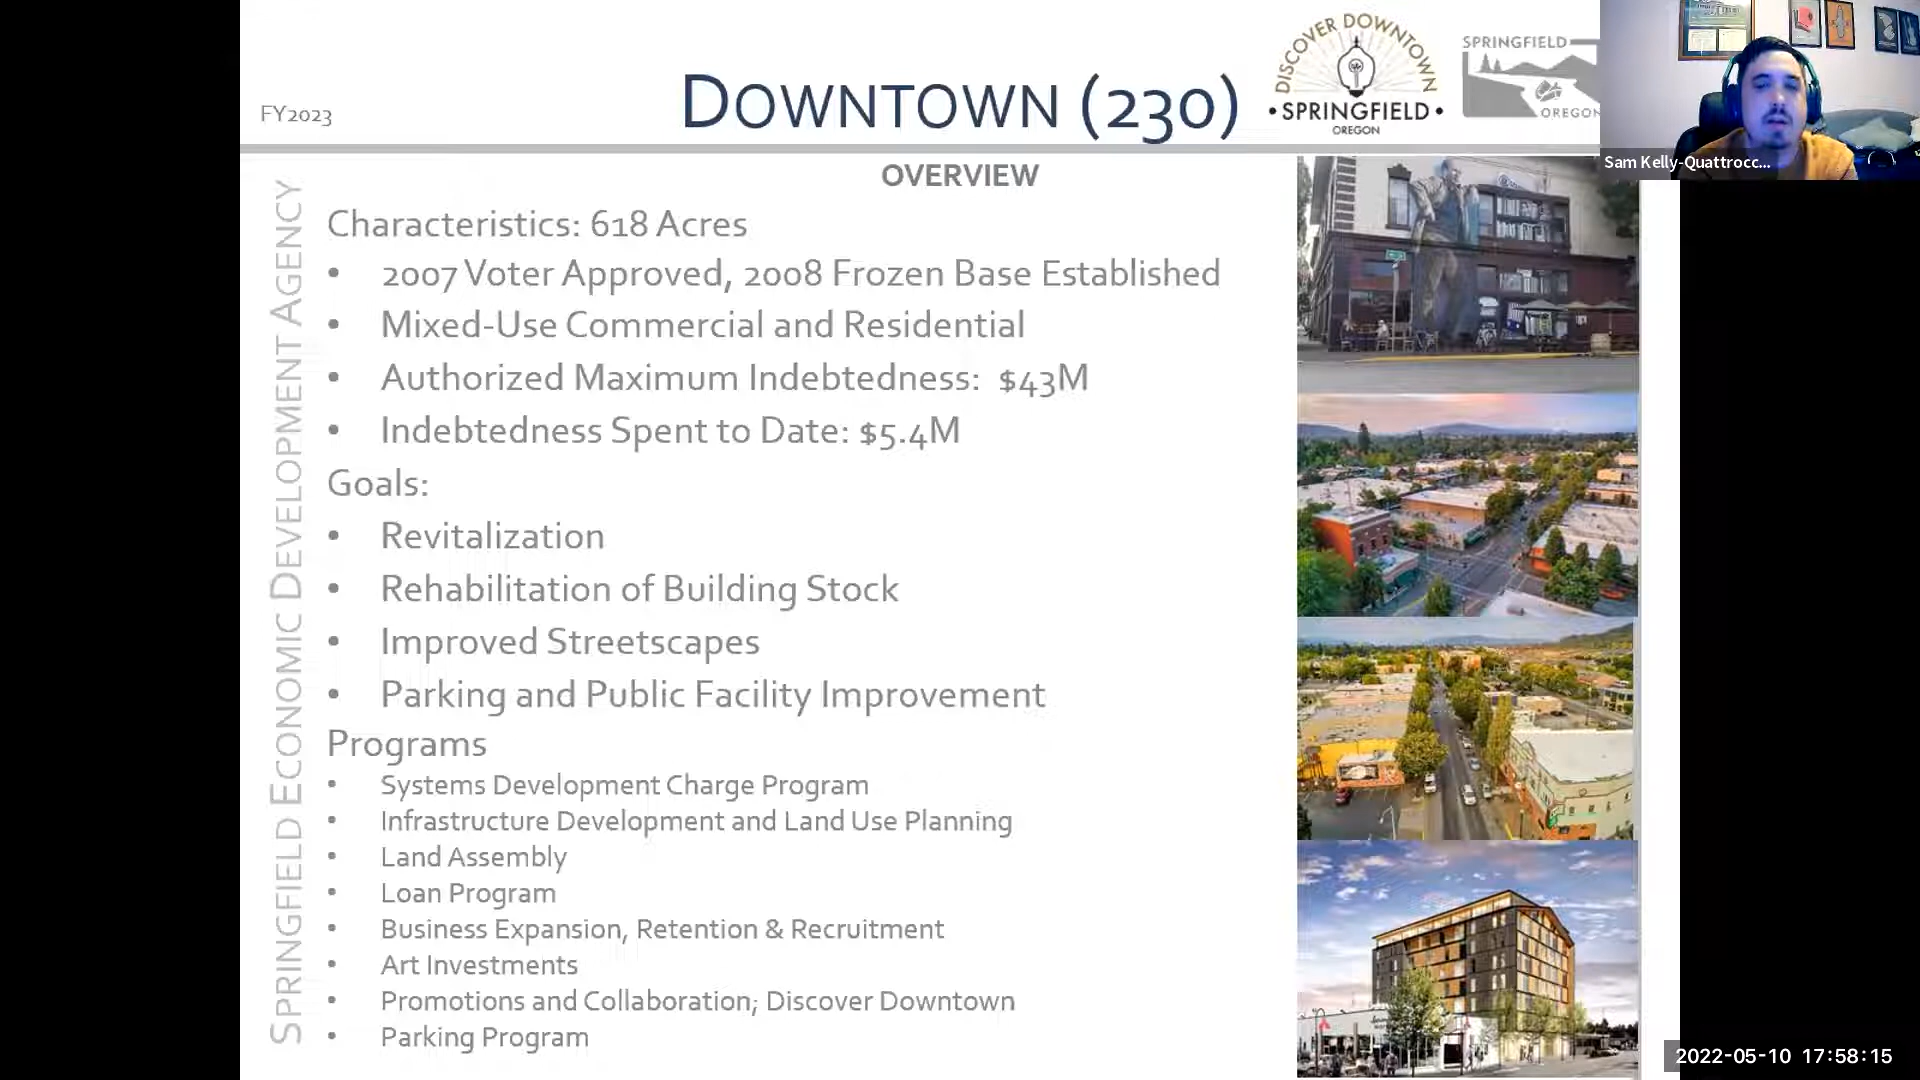 FY2023
DOWNTOWN (230)
DISCOVER DOWNTOWN
SPRINGFIELD
OREGON
SPRINGFIELD
OREGON
Sam Kelly-Quattrocc...
SPRINGFIELD ECONOMIC DEVELOPMENT AGENCY
OVERVIEW
Characteristics: 618 Acres
• 2007 Voter Approved, 2008 Frozen Base Established
• Mixed-Use Commercial and Residential
• Authorized Maximum Indebtedness: $43M
• Indebtedness Spent to Date: $5.4M
Goals:
• Revitalization
• Rehabilitation of Building Stock
• Improved Streetscapes
• Parking and Public Facility Improvement
Programs
• Systems Development Charge Program
• Infrastructure Development and Land Use Planning
• Land Assembly
• Loan Program
• Business Expansion, Retention & Recruitment
• Art Investments
• Promotions and Collaboration; Discover Downtown
• Parking Program
2022-05-10 17:58:15